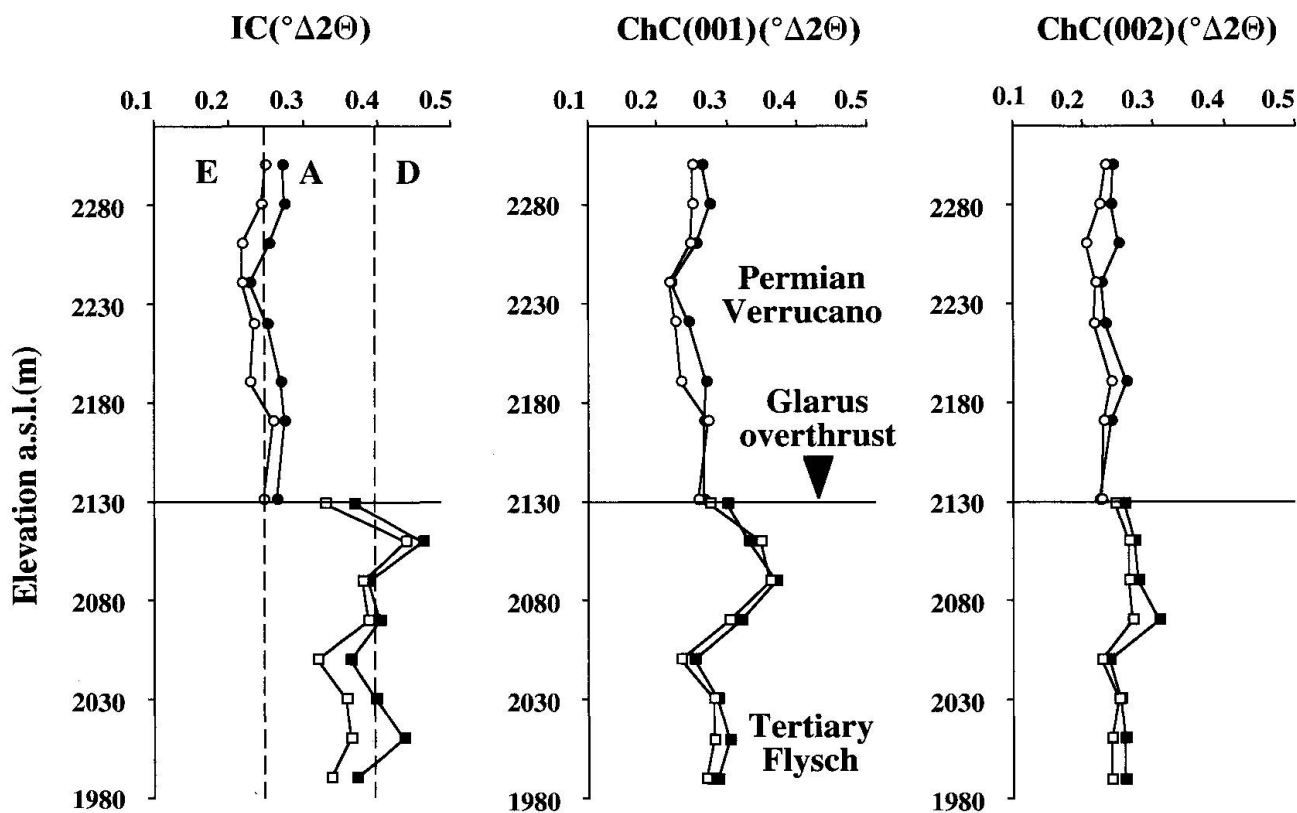 IC(°Δ2Θ)
ChC(001)(°Δ2Θ)
ChC(002)(°Δ2Θ)
0.1 0.2 0.3 0.4 0.5
0.1 0.2 0.3 0.4 0.5
0.1 0.2 0.3 0.4 0.5
E A D
2280
2230
2180
2130
2080
2030
1980
Elevation a.s.l.(m)
2280
2230
2180
2130
2080
2030
1980
Permian
Verrucano
Glarus
overthrust
Tertiary
Flysch
2280
2230
2180
2130
2080
2030
1980